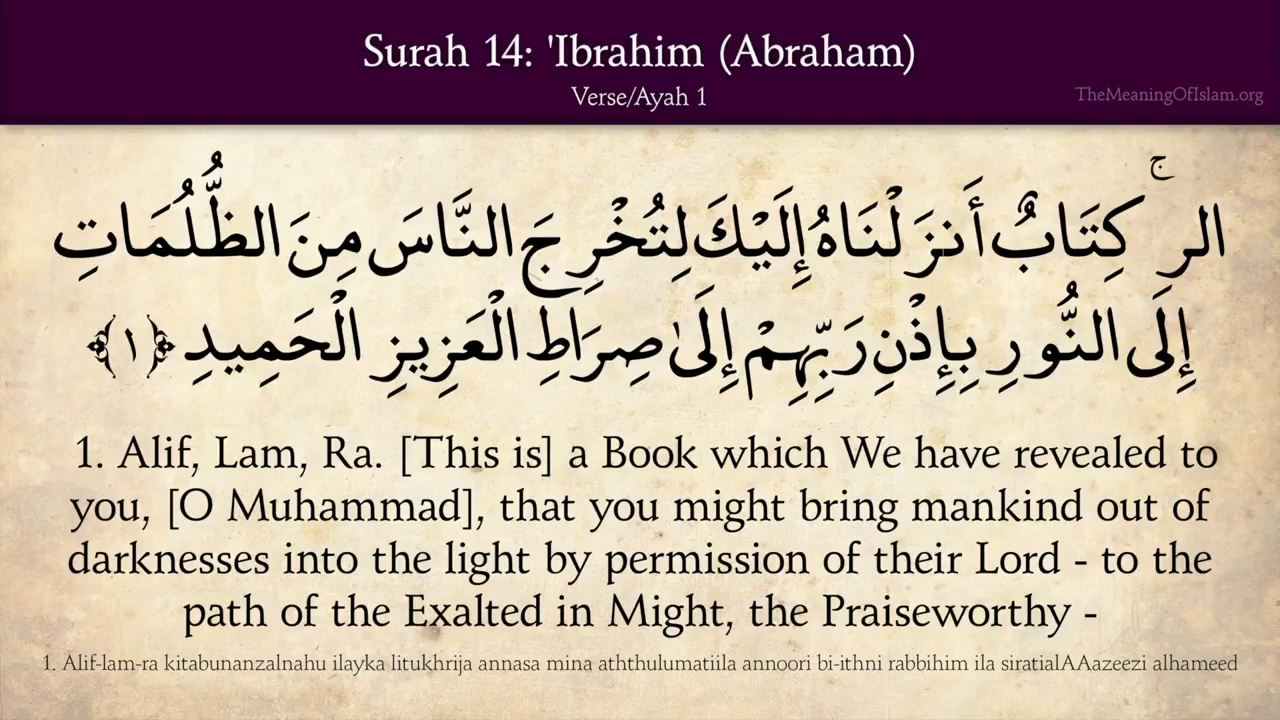 Surah 14: 'Ibrahim (Abraham)
Verse/Ayah 1
TheMeaningOfIslam.org
الر ۚ كِتَابٌ أَنزَلْنَاهُ إِلَيْكَ لِتُخْرِجَ النَّاسَ مِنَ الظُّلُمَاتِ
إِلَى النُّورِ بِإِذْنِ رَبِّهِمْ إِلَىٰ صِرَاطِ الْعَزِيزِ الْحَمِيدِ ﴿١﴾
1. Alif, Lam, Ra. [This is] a Book which We have revealed to
you, [O Muhammad], that you might bring mankind out of
darknesses into the light by permission of their Lord - to the
path of the Exalted in Might, the Praiseworthy -
1. Alif-lam-ra kitabunanzalnahu ilayka litukhrija annasa mina aththulumatiila annoori bi-ithni rabbihim ila siratialAAazeezi alhameed